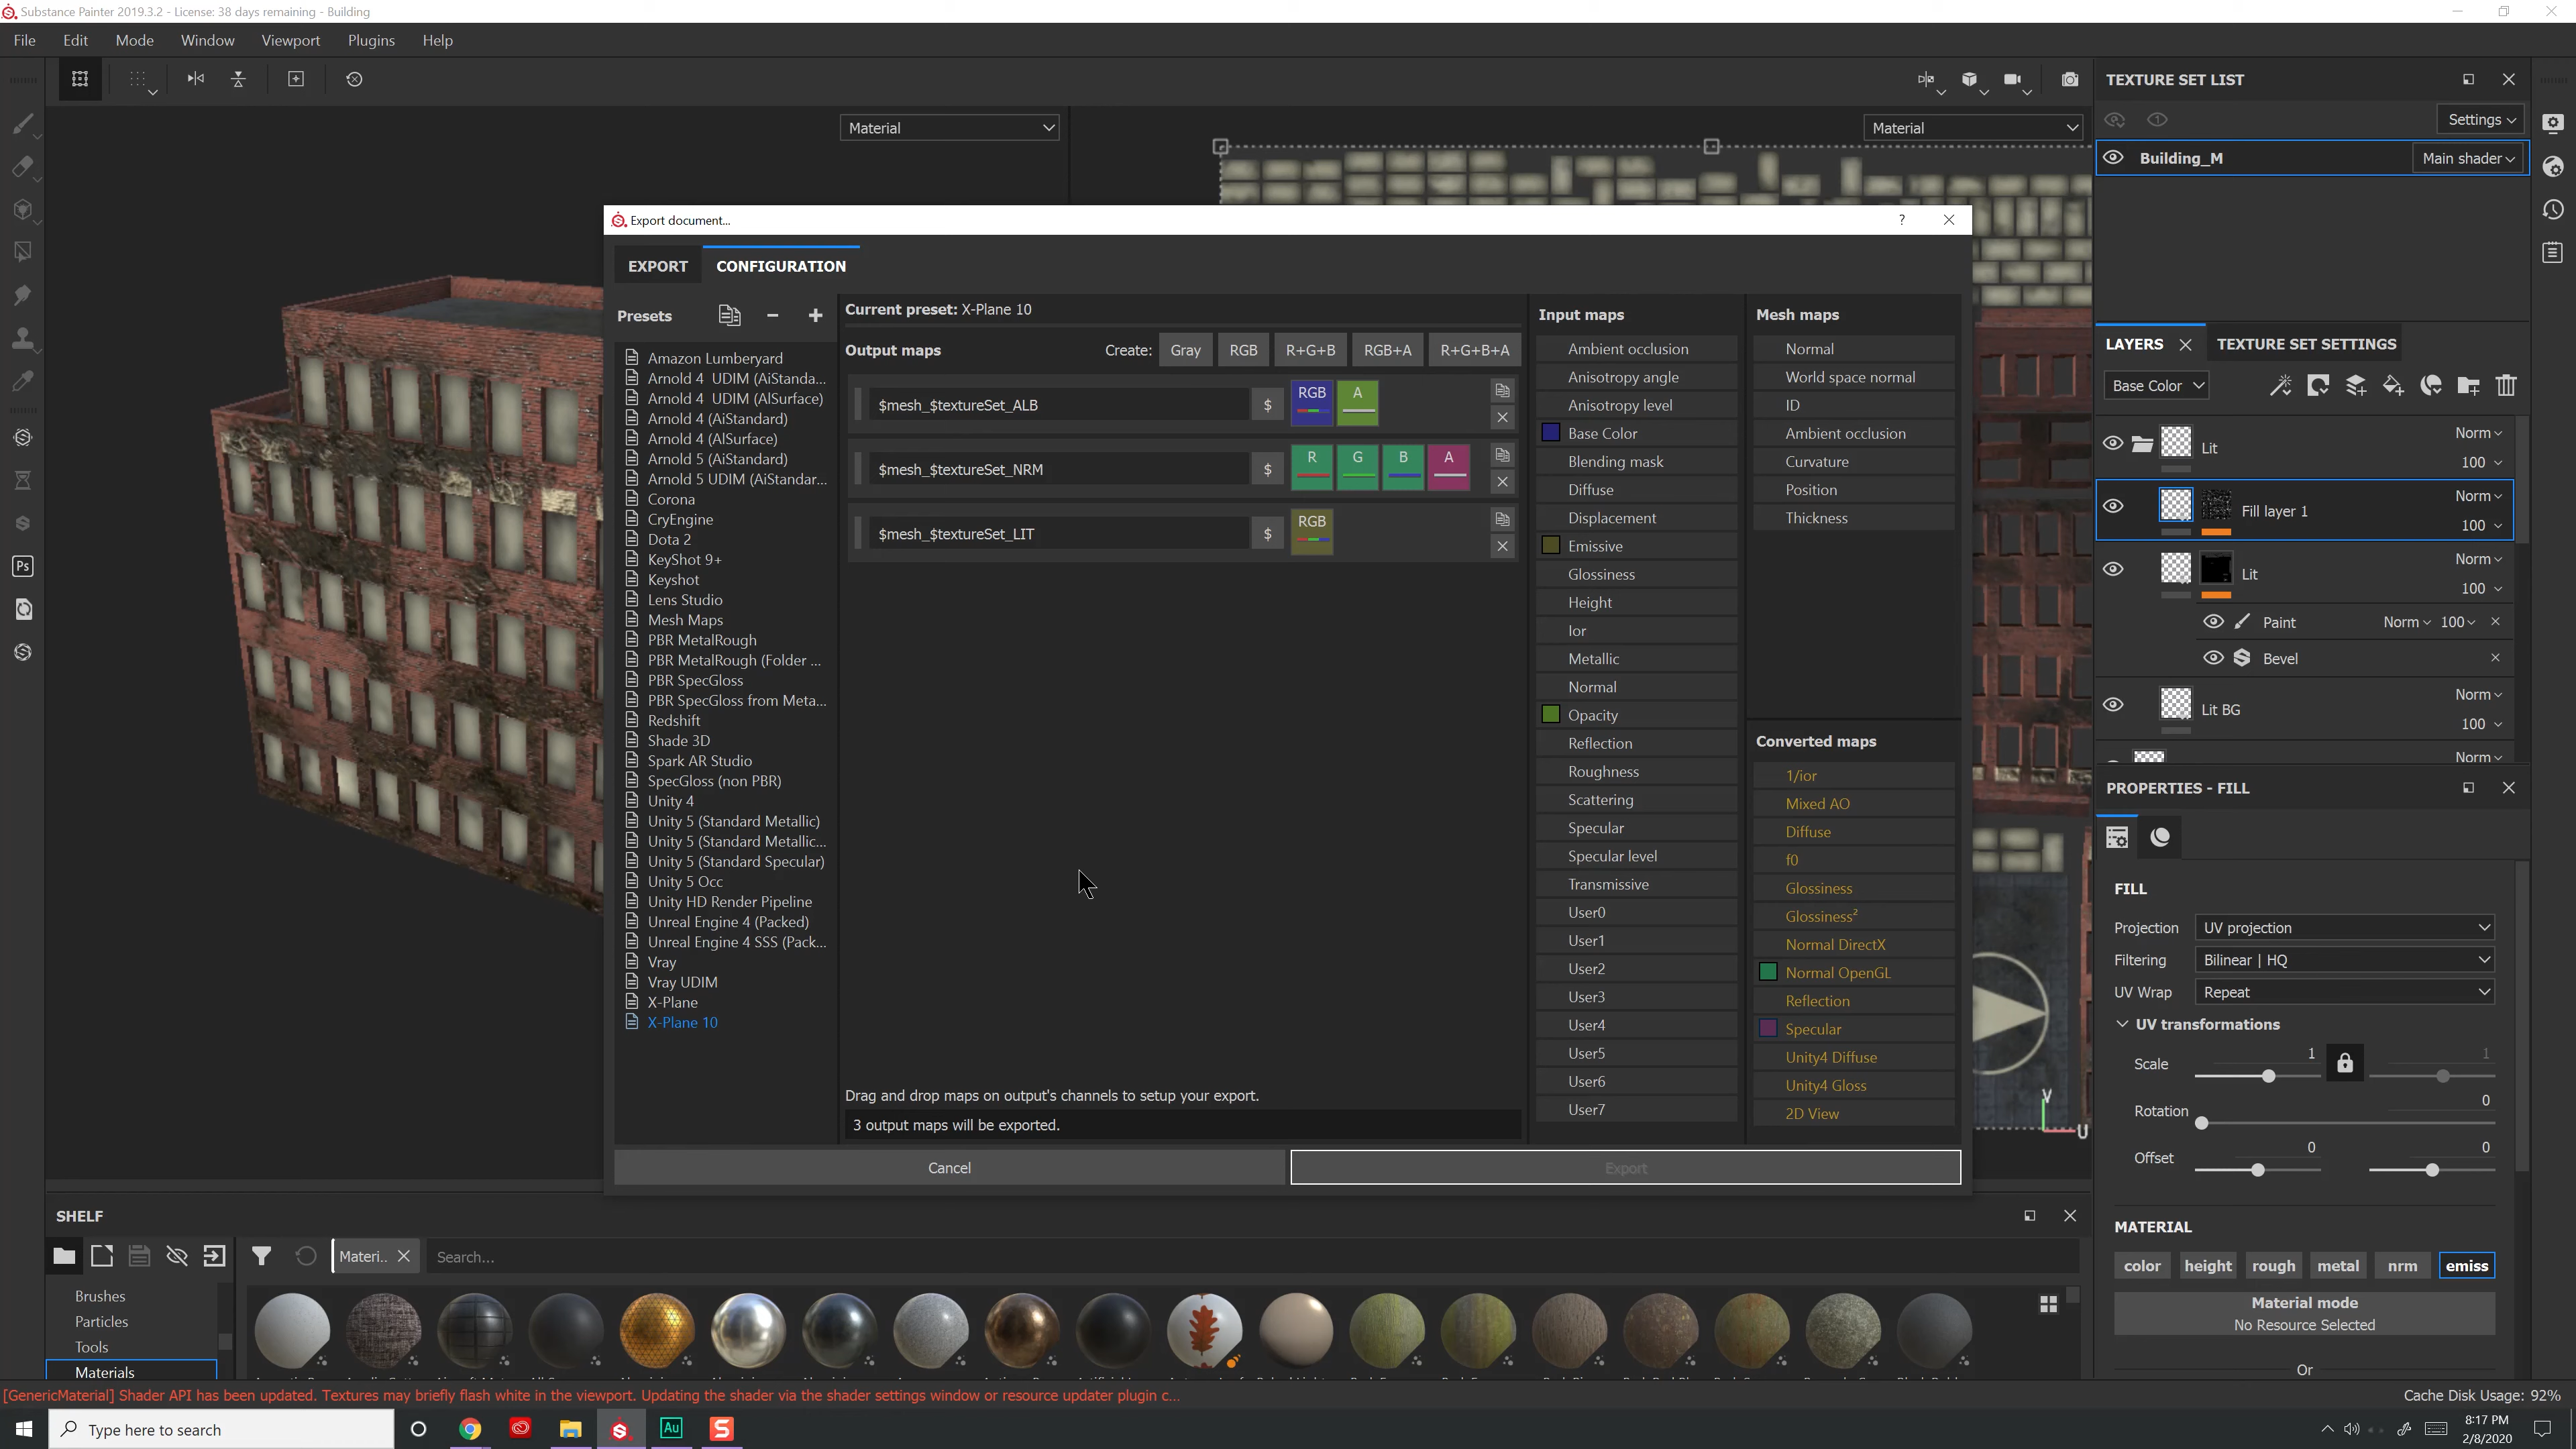 Substance Painter 2019.3.2 - License: 38 days remaining - Building
File Edit Mode Window Viewport Plugins Help
Material
Material
TEXTURE SET LIST
Settings
Building_M Main shader
Export document... ?
EXPORT CONFIGURATION
Presets
Amazon Lumberyard
Arnold 4 UDIM (AiStanda...
Arnold 4 UDIM (AlSurface)
Arnold 4 (AiStandard)
Arnold 4 (AlSurface)
Arnold 5 (AiStandard)
Arnold 5 UDIM (AiStandar...
Corona
CryEngine
Dota 2
KeyShot 9+
Keyshot
Lens Studio
Mesh Maps
PBR MetalRough
PBR MetalRough (Folder ...
PBR SpecGloss
PBR SpecGloss from Meta...
Redshift
Shade 3D
Spark AR Studio
SpecGloss (non PBR)
Unity 4
Unity 5 (Standard Metallic)
Unity 5 (Standard Metallic...
Unity 5 (Standard Specular)
Unity 5 Occ
Unity HD Render Pipeline
Unreal Engine 4 (Packed)
Unreal Engine 4 SSS (Pack...
Vray
Vray UDIM
X-Plane
X-Plane 10
Current preset: X-Plane 10
Output maps Create: Gray RGB R+G+B RGB+A R+G+B+A
$mesh_$textureSet_ALB $ RGB A
$mesh_$textureSet_NRM $ R G B A
$mesh_$textureSet_LIT $ RGB
Drag and drop maps on output's channels to setup your export.
3 output maps will be exported.
Cancel Export
Input maps
Ambient occlusion
Anisotropy angle
Anisotropy level
Base Color
Blending mask
Diffuse
Displacement
Emissive
Glossiness
Height
Ior
Metallic
Normal
Opacity
Reflection
Roughness
Scattering
Specular
Specular level
Transmissive
User0
User1
User2
User3
User4
User5
User6
User7
Mesh maps
Normal
World space normal
ID
Ambient occlusion
Curvature
Position
Thickness
Converted maps
1/ior
Mixed AO
Diffuse
f0
Glossiness
Glossiness²
Normal DirectX
Normal OpenGL
Reflection
Specular
Unity4 Diffuse
Unity4 Gloss
2D View
V
U
LAYERS TEXTURE SET SETTINGS
Base Color
Lit Norm 100
Fill layer 1 Norm 100
Lit Norm 100
Paint Norm 100
Bevel
Lit BG Norm 100
Norm
PROPERTIES - FILL
FILL
Projection UV projection
Filtering Bilinear | HQ
UV Wrap Repeat
UV transformations
Scale 1 1
Rotation 0
Offset 0 0
MATERIAL
color height rough metal nrm emiss
Material mode
No Resource Selected
Or
SHELF
Materi.. Search...
Brushes
Particles
Tools
Materials
Ps
[GenericMaterial] Shader API has been updated. Textures may briefly flash white in the viewport. Updating the shader via the shader settings window or resource updater plugin c...
Cache Disk Usage: 92%
Type here to search
Au
S
8:17 PM
2/8/2020